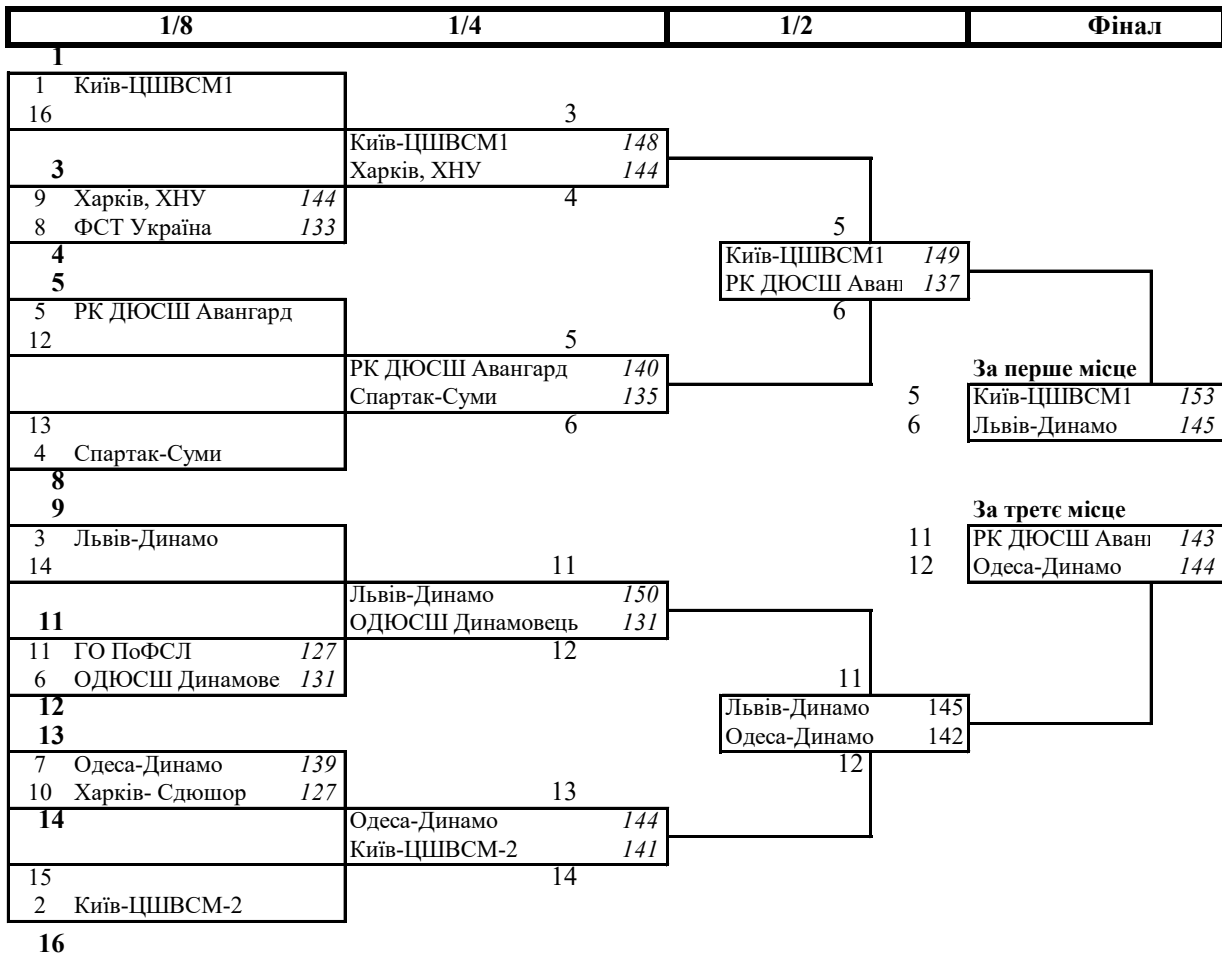 1/8 1/4 1/2 Фінал
1
1 Київ-ЦШВСМ1
16 3
Київ-ЦШВСМ1 148
3 Харків, ХНУ 144
9 Харків, ХНУ 144 4
8 ФСТ Україна 133 5
4 Київ-ЦШВСМ1 149
5 РК ДЮСШ Аван 137
5 РК ДЮСШ Авангард 6
12 5
РК ДЮСШ Авангард 140 За перше місце
Спартак-Суми 135 5 Київ-ЦШВСМ1 153
13 6 6 Львів-Динамо 145
4 Спартак-Суми
8
9 За третє місце
3 Львів-Динамо 11 РК ДЮСШ Аван 143
14 11 12 Одеса-Динамо 144
Львів-Динамо 150
11 ОДЮСШ Динамовець 131
11 ГО ПоФСЛ 127 12
6 ОДЮСШ Динамове 131 11
12 Львів-Динамо 145
13 Одеса-Динамо 142
7 Одеса-Динамо 139 12
10 Харків- Сдюшор 127 13
14 Одеса-Динамо 144
Київ-ЦШВСМ-2 141
15 14
2 Київ-ЦШВСМ-2
16